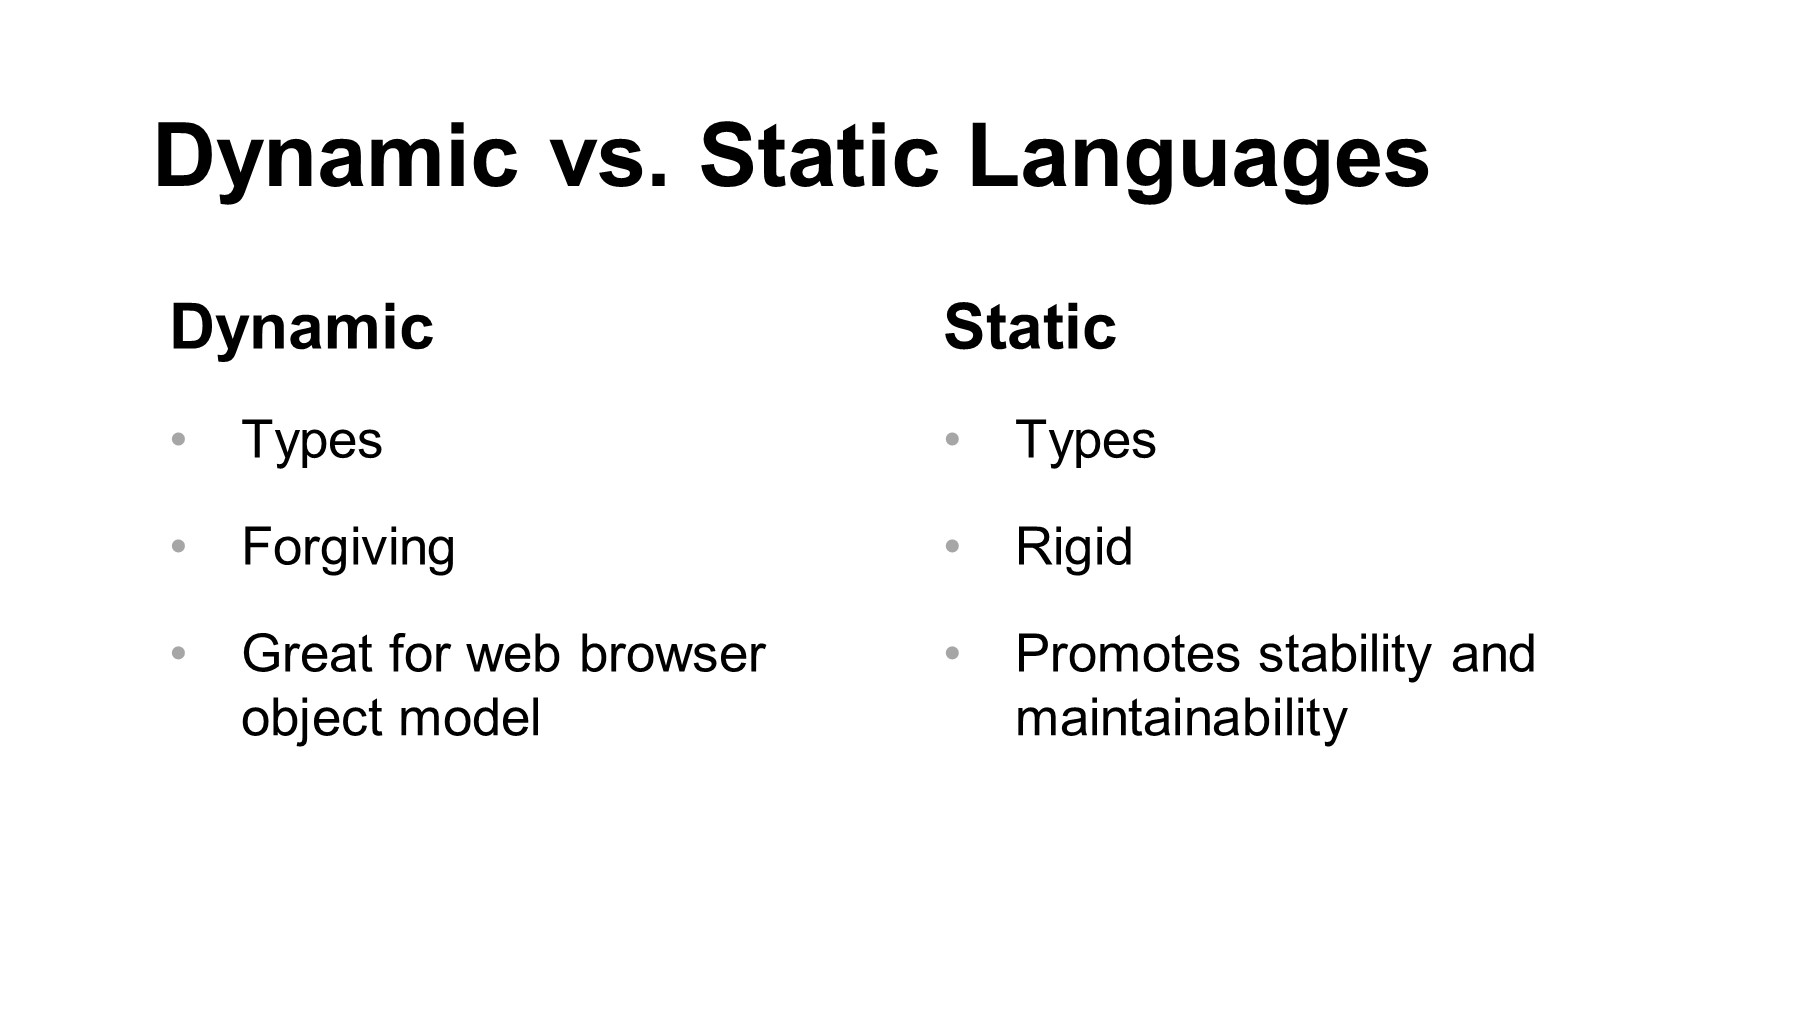 Dynamic vs. Static Languages
Dynamic
• Types
• Forgiving
• Great for web browser
object model
Static
• Types
• Rigid
• Promotes stability and
maintainability